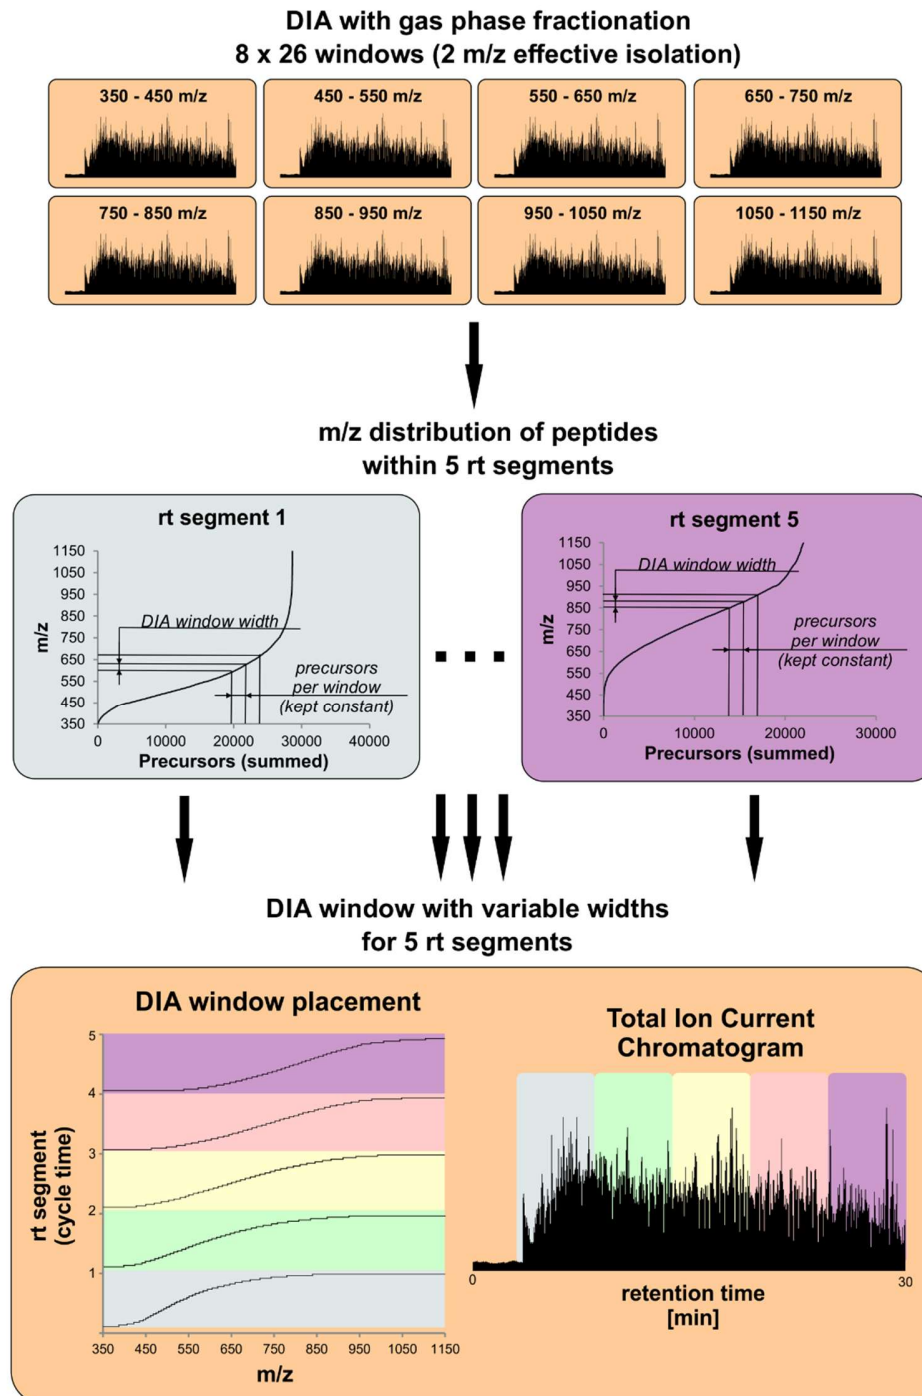 DIA with gas phase fractionation
8 x 26 windows (2 m/z effective isolation)
350 - 450 m/z
450 - 550 m/z
550 - 650 m/z
650 - 750 m/z
750 - 850 m/z
850 - 950 m/z
950 - 1050 m/z
1050 - 1150 m/z
m/z distribution of peptides
within 5 rt segments
rt segment 1
1150
1050
950
850
750
650
550
450
350
m/z
DIA window width
precursors
per window
(kept constant)
0
10000
20000
30000
40000
Precursors (summed)
rt segment 5
1150
1050
950
850
750
650
550
450
350
m/z
DIA window width
precursors
per window
(kept constant)
0
10000
20000
30000
Precursors (summed)
DIA window with variable widths
for 5 rt segments
DIA window placement
5
4
3
2
1
rt segment
(cycle time)
350
450
550
650
750
850
950
1050
1150
m/z
Total Ion Current
Chromatogram
0
30
retention time
[min]